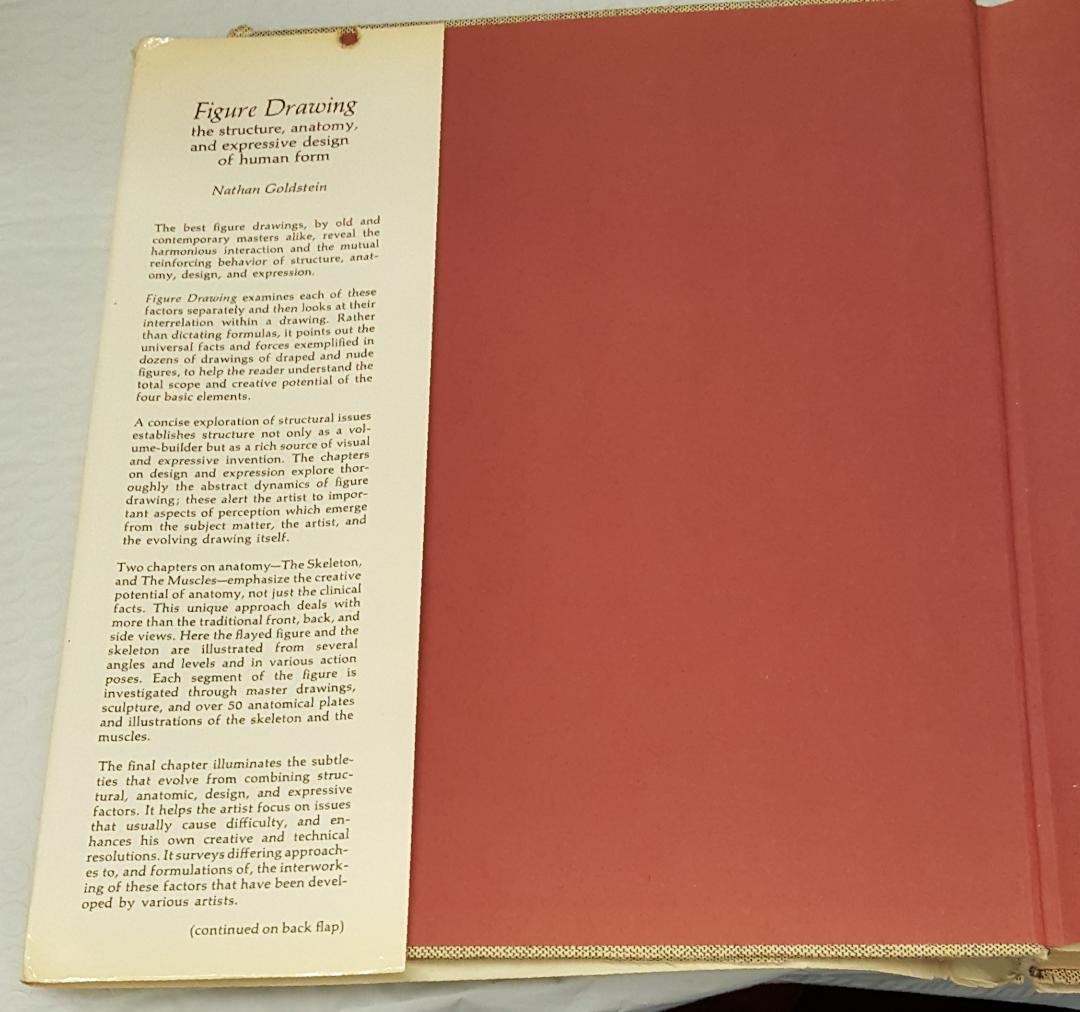 Figure Drawing
the structure, anatomy,
and expressive design
of human form
Nathan Goldstein
The best figure drawings, by old and
contemporary masters alike, reveal the
harmonious interaction and the mutual
reinforcing behavior of structure, anat-
omy, design, and expression.
Figure Drawing examines each of these
factors separately and then looks at their
interrelation within a drawing. Rather
than dictating formulas, it points out the
universal facts and forces exemplified in
dozens of drawings of draped and nude
figures, to help the reader understand the
total scope and creative potential of the
four basic elements.
A concise exploration of structural issues
establishes structure not only as a vol-
ume-builder but as a rich source of visual
and expressive invention. The chapters
on design and expression explore thor-
oughly the abstract dynamics of figure
drawing; these alert the artist to impor-
tant aspects of perception which emerge
from the subject matter, the artist, and
the evolving drawing itself.
Two chapters on anatomy—The Skeleton,
and The Muscles—emphasize the creative
potential of anatomy, not just the clinical
facts. This unique approach deals with
more than the traditional front, back, and
side views. Here the flayed figure and the
skeleton are illustrated from several
angles and levels and in various action
poses. Each segment of the figure is
investigated through master drawings,
sculpture, and over 50 anatomical plates
and illustrations of the skeleton and the
muscles.
The final chapter illuminates the subtle-
ties that evolve from combining struc-
tural, anatomic, design, and expressive
factors. It helps the artist focus on issues
that usually cause difficulty, and en-
hances his own creative and technical
resolutions. It surveys differing approach-
es to, and formulations of, the interwork-
ing of these factors that have been devel-
oped by various artists.
(continued on back flap)